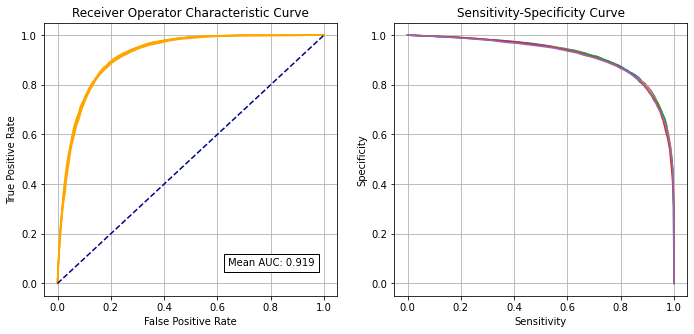 Receiver Operator Characteristic Curve
True Positive Rate
1.0
0.8
0.6
0.4
0.2
0.0
Mean AUC: 0.919
0.0 0.2 0.4 0.6 0.8 1.0
False Positive Rate
Sensitivity-Specificity Curve
Specificity
1.0
0.8
0.6
0.4
0.2
0.0
0.0 0.2 0.4 0.6 0.8 1.0
Sensitivity